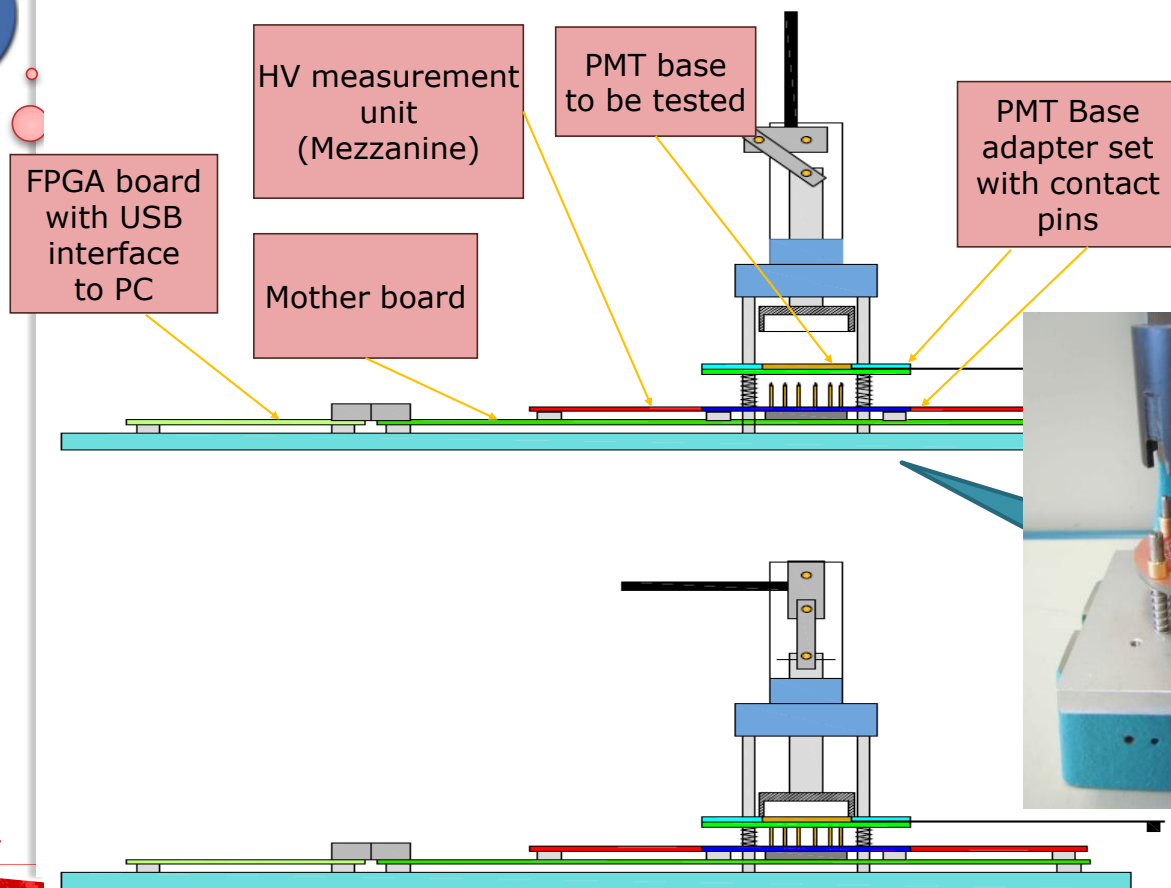 HV measurement
unit
(Mezzanine)
PMT base
to be tested
PMT Base
adapter set
with contact
pins
FPGA board
with USB
interface
to PC
Mother board